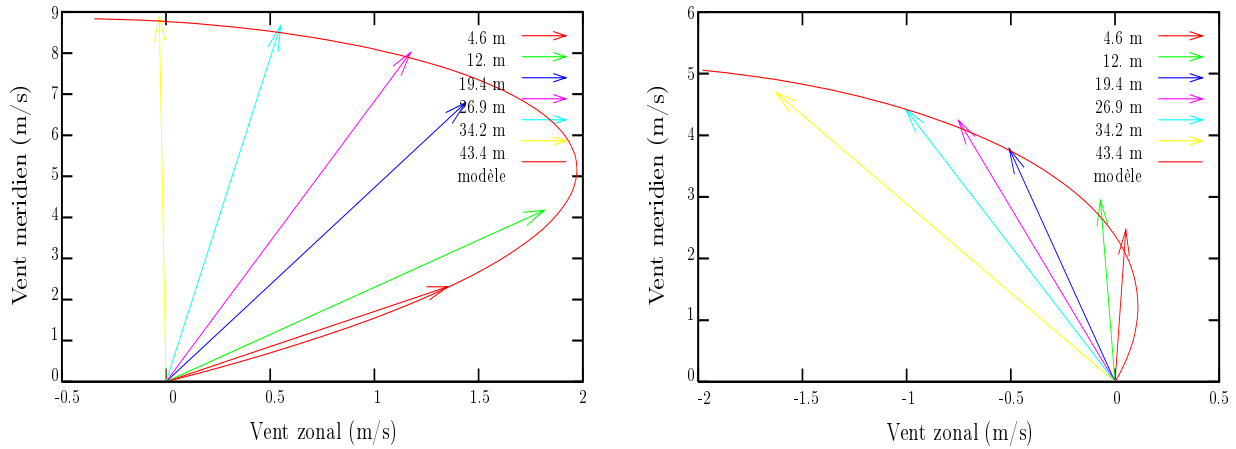 9
8
7
6
5
4
3
2
1
0
Vent meridien (m/s)
-0.5
0
0.5
1
1.5
2
Vent zonal (m/s)
4.6 m
12. m
19.4 m
26.9 m
34.2 m
43.4 m
modèle
6
5
4
3
2
1
0
Vent meridien (m/s)
-2
-1.5
-1
-0.5
0
0.5
Vent zonal (m/s)
4.6 m
12. m
19.4 m
26.9 m
34.2 m
43.4 m
modèle